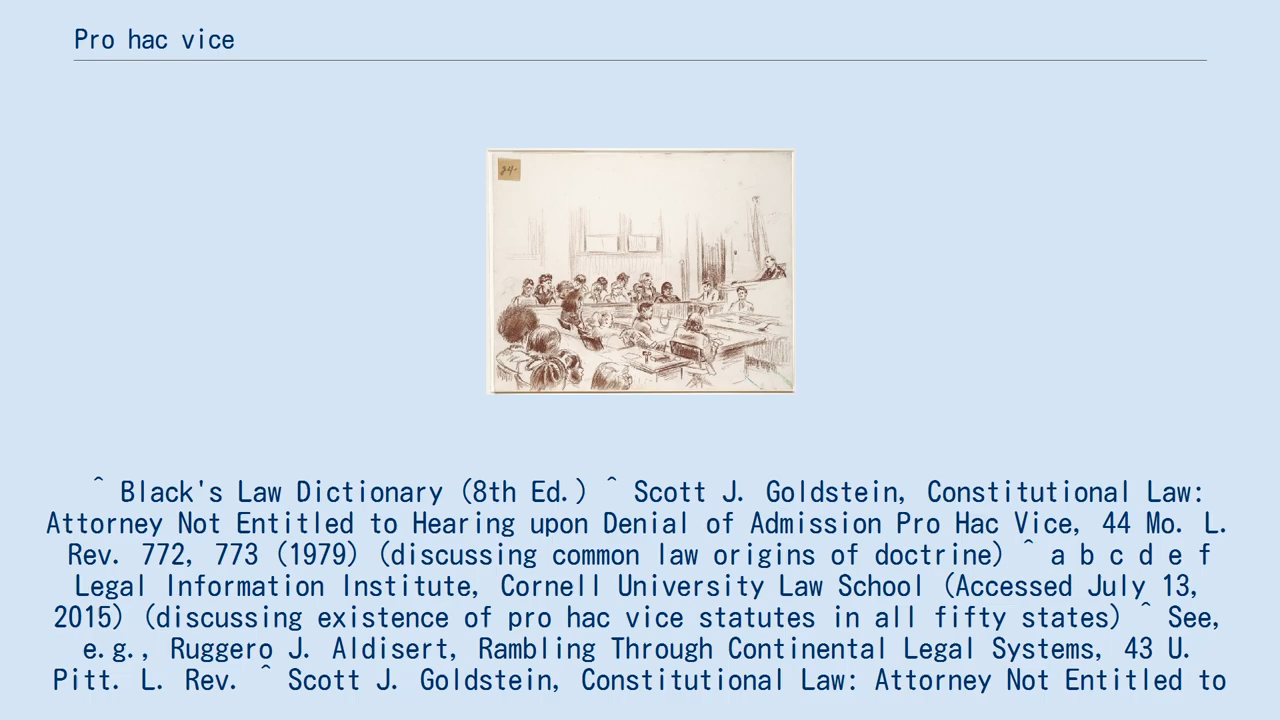 Pro hac vice
24.
^ Black's Law Dictionary (8th Ed.) ^ Scott J. Goldstein, Constitutional Law:
Attorney Not Entitled to Hearing upon Denial of Admission Pro Hac Vice, 44 Mo. L.
Rev. 772, 773 (1979) (discussing common law origins of doctrine) ^ a b c d e f
Legal Information Institute, Cornell University Law School (Accessed July 13,
2015) (discussing existence of pro hac vice statutes in all fifty states) ^ See,
e.g., Ruggero J. Aldisert, Rambling Through Continental Legal Systems, 43 U.
Pitt. L. Rev. ^ Scott J. Goldstein, Constitutional Law: Attorney Not Entitled to